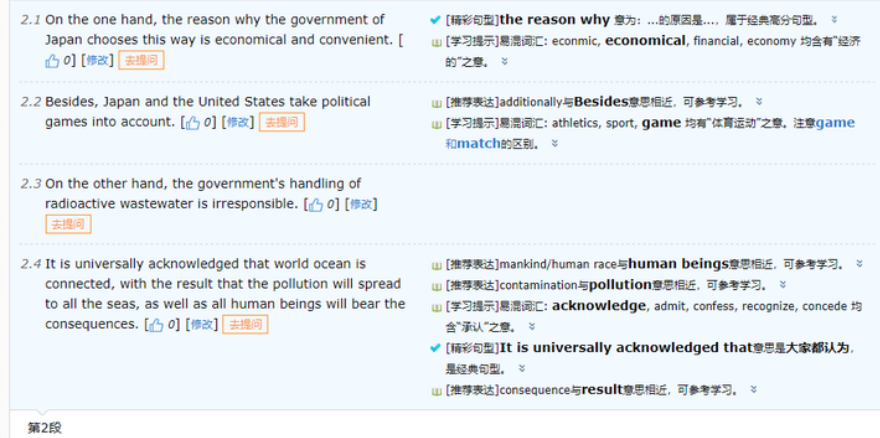 2.1 On the one hand, the reason why the government of
Japan chooses this way is economical and convenient. [
0] [修改] 去提问
[精彩句型]the reason why 意为：...的原因是...，属于经典高分句型。
[学习提示]易混词汇: econmic, economical, financial, economy 均含有“经济
的”之意。
2.2 Besides, Japan and the United States take political
games into account. [ 0] [修改] 去提问
[推荐表达]additionally与Besides意思相近，可参考学习。
[学习提示]易混词汇: athletics, sport, game 均有“体育运动”之意。注意game
和match的区别。
2.3 On the other hand, the government's handling of
radioactive wastewater is irresponsible. [ 0] [修改]
去提问
2.4 It is universally acknowledged that world ocean is
connected, with the result that the pollution will spread
to all the seas, as well as all human beings will bear the
consequences. [ 0] [修改] 去提问
[推荐表达]mankind/human race与human beings意思相近，可参考学习。
[推荐表达]contamination与pollution意思相近，可参考学习。
[学习提示]易混词汇: acknowledge, admit, confess, recognize, concede 均
含“承认”之意。
[精彩句型]It is universally acknowledged that意思是大家都认为，
是经典句型。
[推荐表达]consequence与result意思相近，可参考学习。
第2段